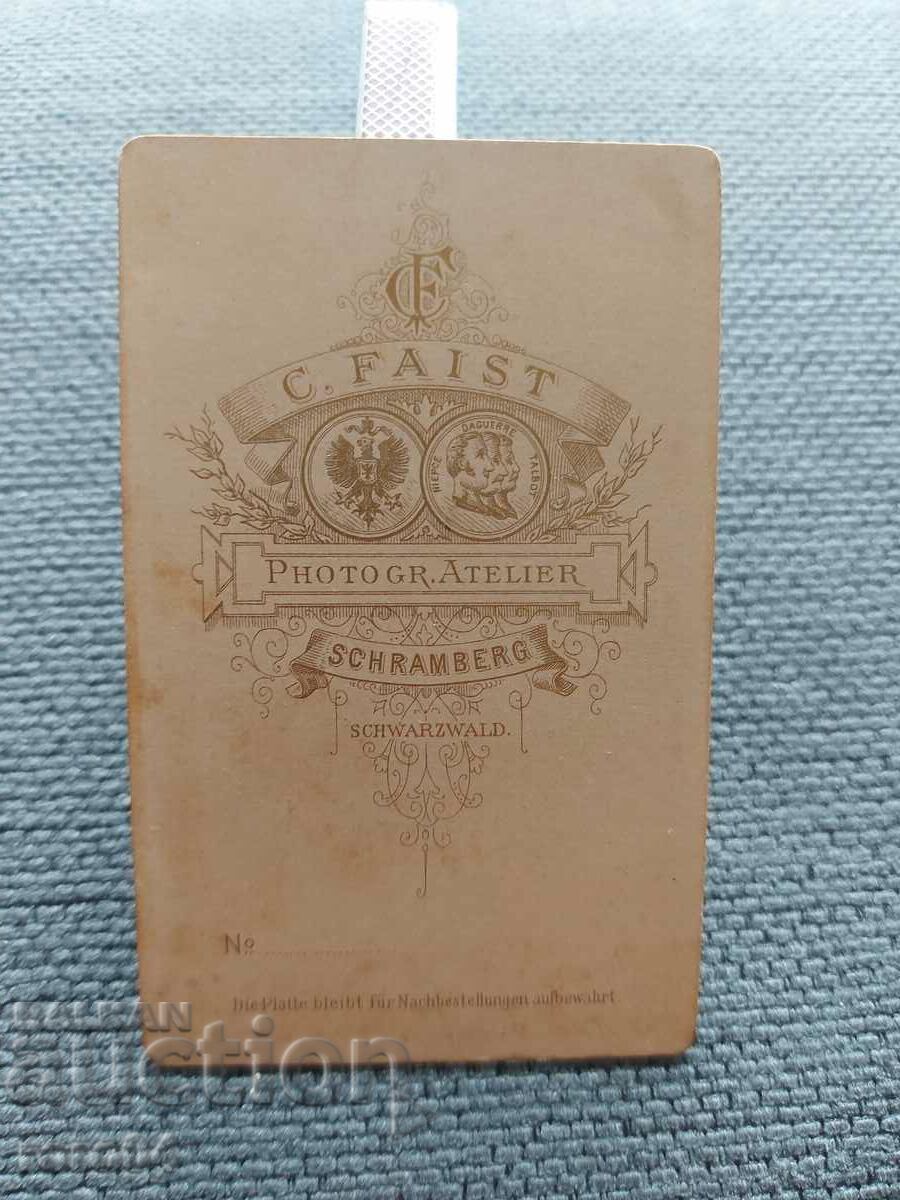 CF
C. FAIST
NIEPCE DAGUERRE TALBOT
PHOTOGR. ATELIER
SCHRAMBERG
SCHWARZWALD.
No
Die Platte bleibt für Nachbestellungen aufbewahrt
BALKAN
auction